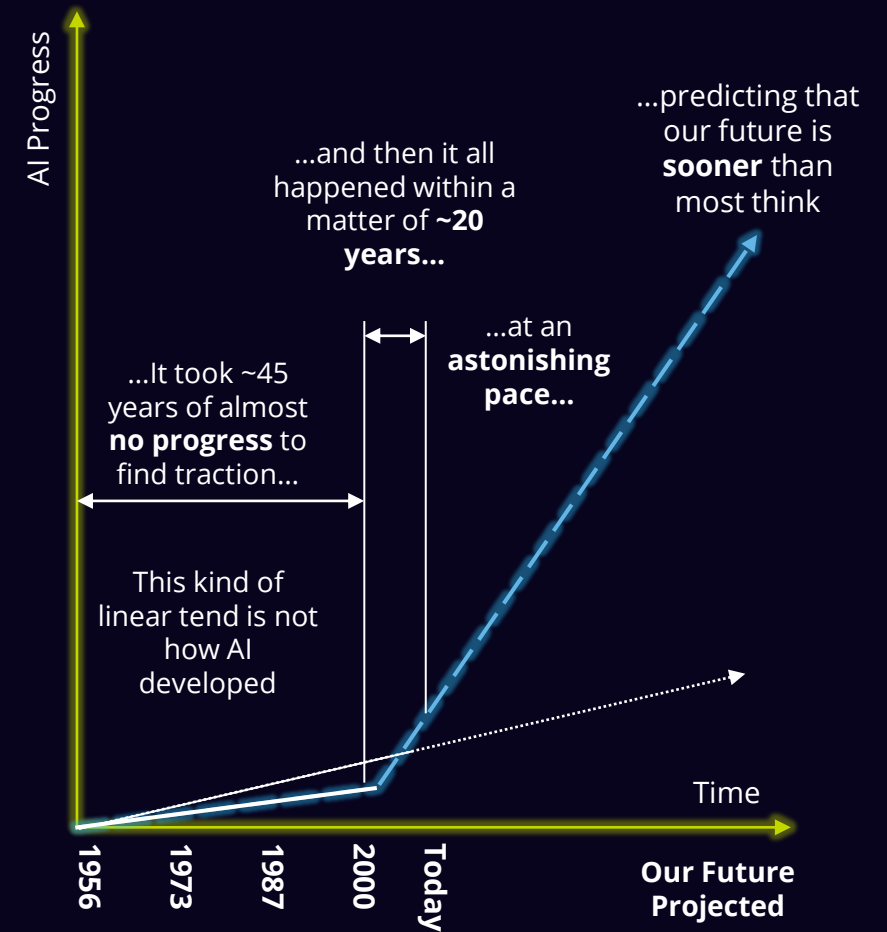 AI Progress
...predicting that
our future is
sooner than
most think
...and then it all
happened within a
matter of ~20
years...
...at an
astonishing
pace...
...It took ~45
years of almost
no progress to
find traction...
This kind of
linear tend is not
how AI
developed
Time
1956
1973
1987
2000
Today
Our Future
Projected